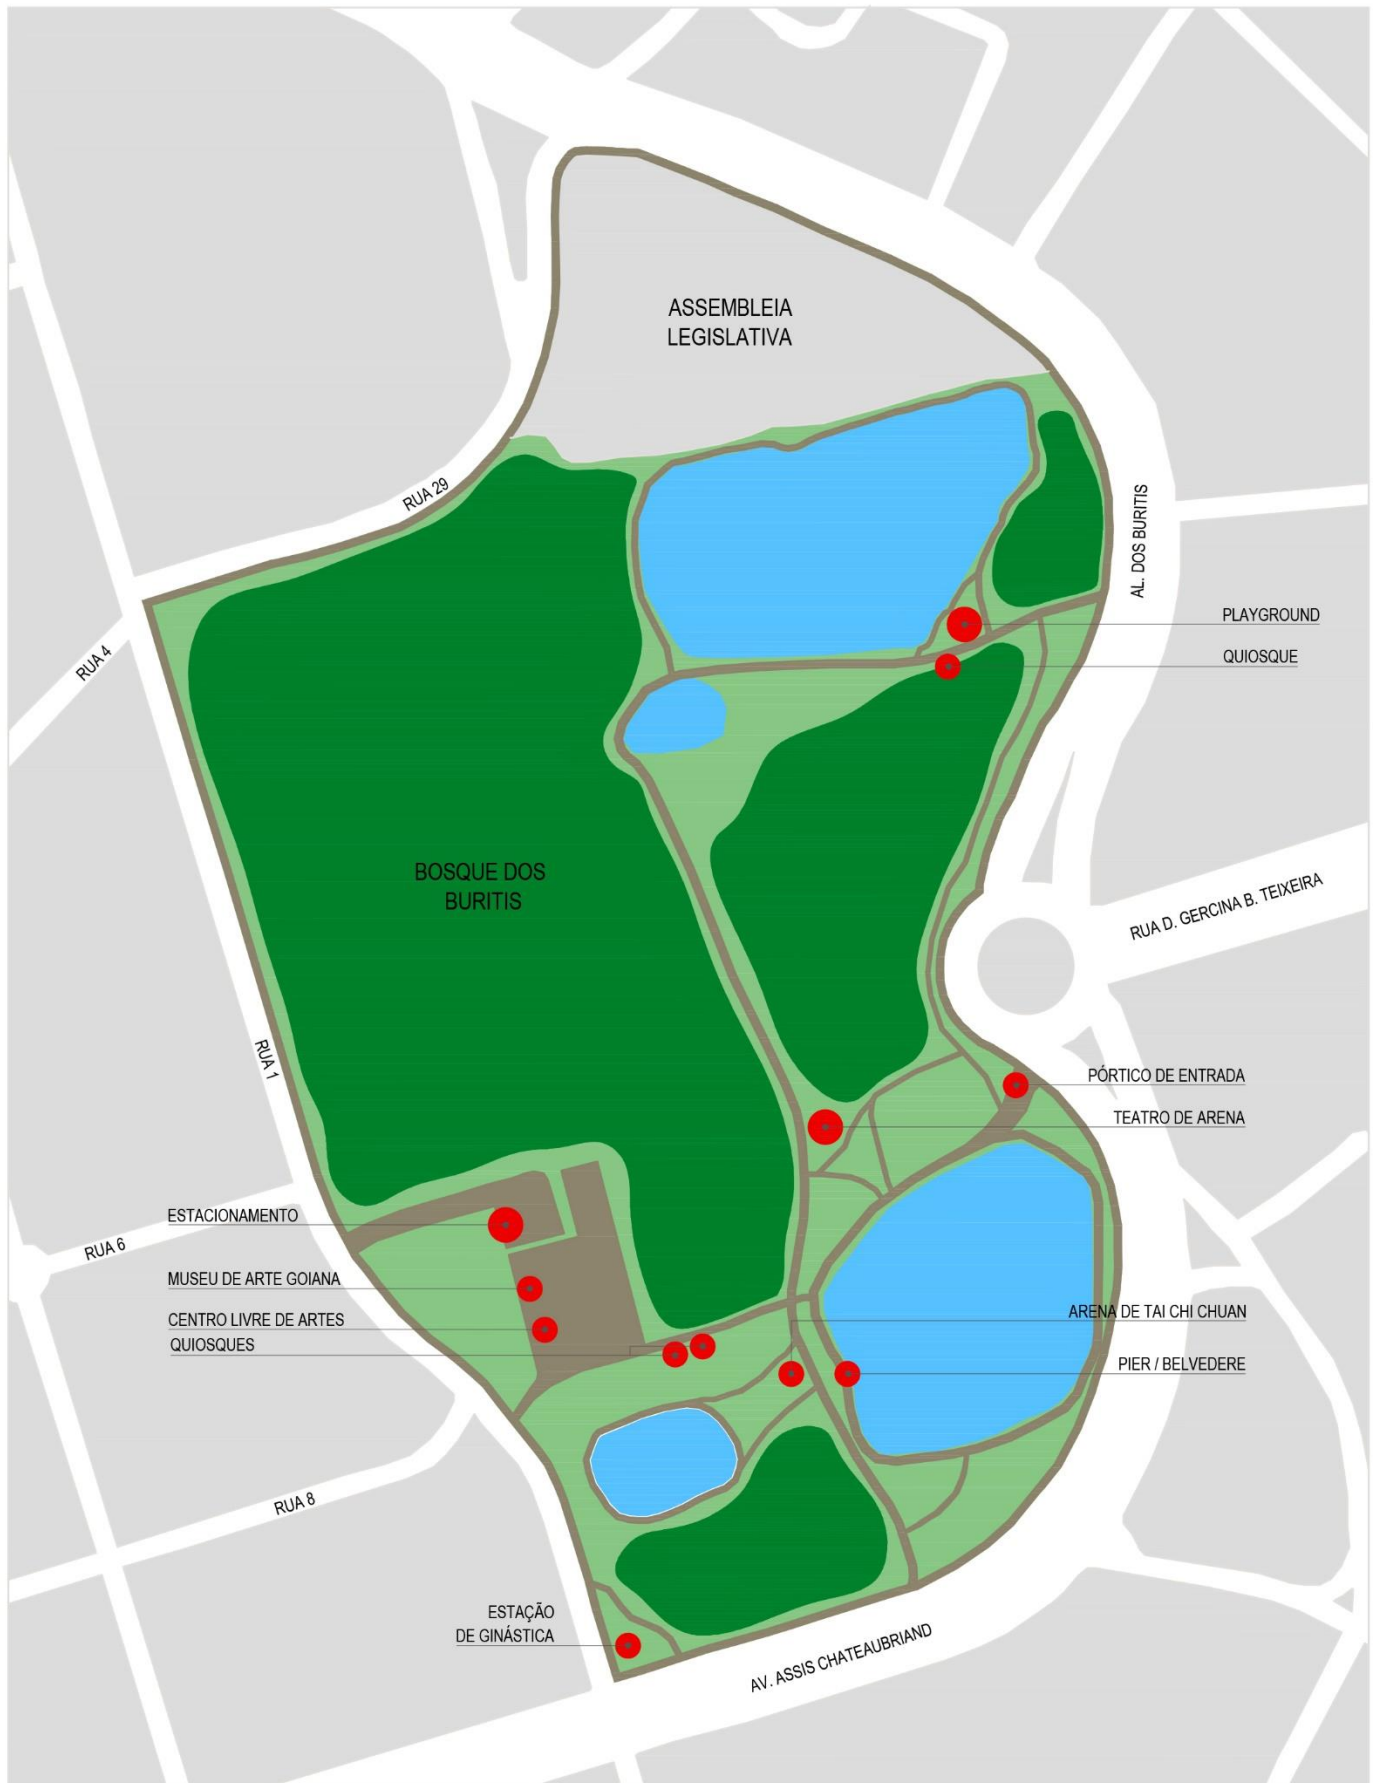 ASSEMBLEIA
LEGISLATIVA
RUA 29
AL. DOS BURITIS
PLAYGROUND
RUA 4
QUIOSQUE
BOSQUE DOS
BURITIS
RUA D. GERCINA B. TEIXEIRA
RUA 1
PÓRTICO DE ENTRADA
TEATRO DE ARENA
ESTACIONAMENTO
RUA 6
MUSEU DE ARTE GOIANA
ARENA DE TAI CHI CHUAN
CENTRO LIVRE DE ARTES
QUIOSQUES
PIER / BELVEDERE
RUA 8
ESTAÇÃO
DE GINÁSTICA
AV. ASSIS CHATEAUBRIAND